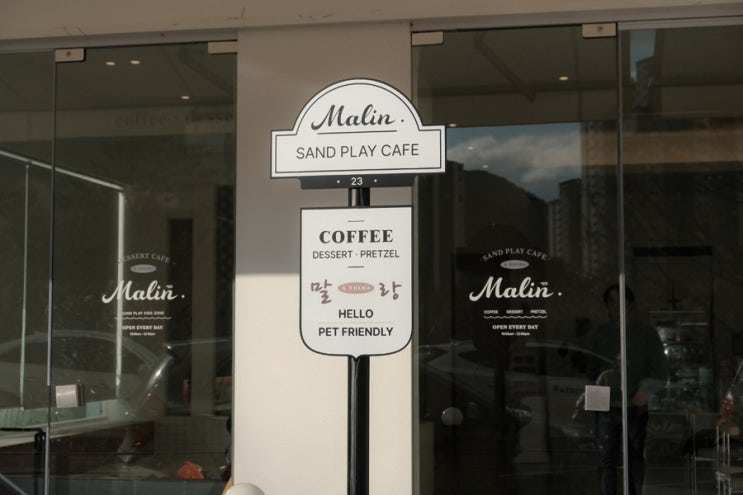 Malin.
SAND PLAY CAFE
· 23 ·
COFFEE
DESSERT · PRETZEL
말 랑
HELLO
PET FRIENDLY
DESSERT CAFE
Malin.
SAND PLAY KIDS ZONE
OPEN EVERY DAY
· SAND PLAY CAFE ·
Malin.
COFFEE DESSERT PRETZEL
OPEN EVERY DAY